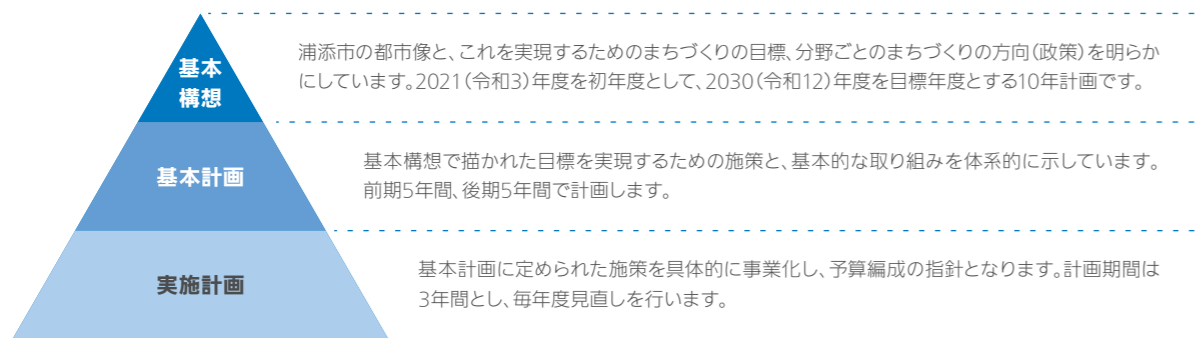 基本
構想
浦添市の都市像と、これを実現するためのまちづくりの目標、分野ごとのまちづくりの方向(政策)を明らか
にしています。2021(令和3)年度を初年度として、2030(令和12)年度を目標年度とする10年計画です。
基本計画
基本構想で描かれた目標を実現するための施策と、基本的な取り組みを体系的に示しています。
前期5年間、後期5年間で計画します。
実施計画
基本計画に定められた施策を具体的に事業化し、予算編成の指針となります。計画期間は
3年間とし、毎年度見直しを行います。